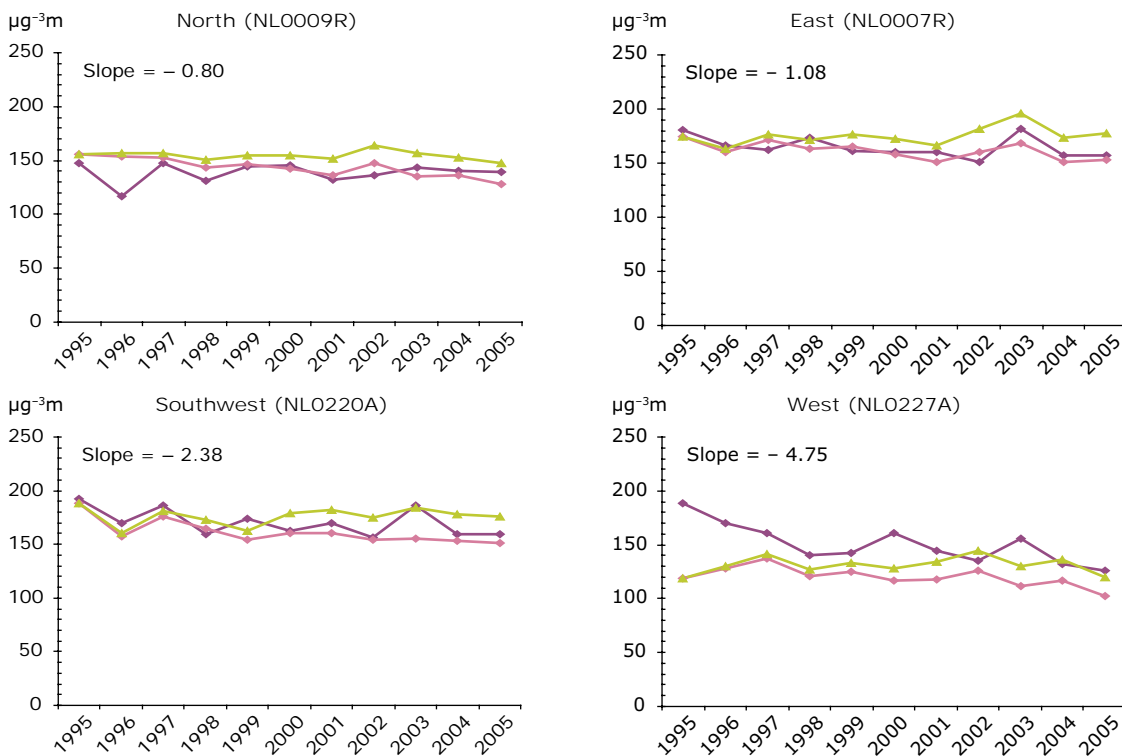 µg⁻³m North (NL0009R)
Slope = – 0.80
250
200
150
100
50
0
1995 1996 1997 1998 1999 2000 2001 2002 2003 2004 2005
µg⁻³m East (NL0007R)
Slope = – 1.08
250
200
150
100
50
0
1995 1996 1997 1998 1999 2000 2001 2002 2003 2004 2005
µg⁻³m Southwest (NL0220A)
Slope = – 2.38
250
200
150
100
50
0
1995 1996 1997 1998 1999 2000 2001 2002 2003 2004 2005
µg⁻³m West (NL0227A)
Slope = – 4.75
250
200
150
100
50
0
1995 1996 1997 1998 1999 2000 2001 2002 2003 2004 2005